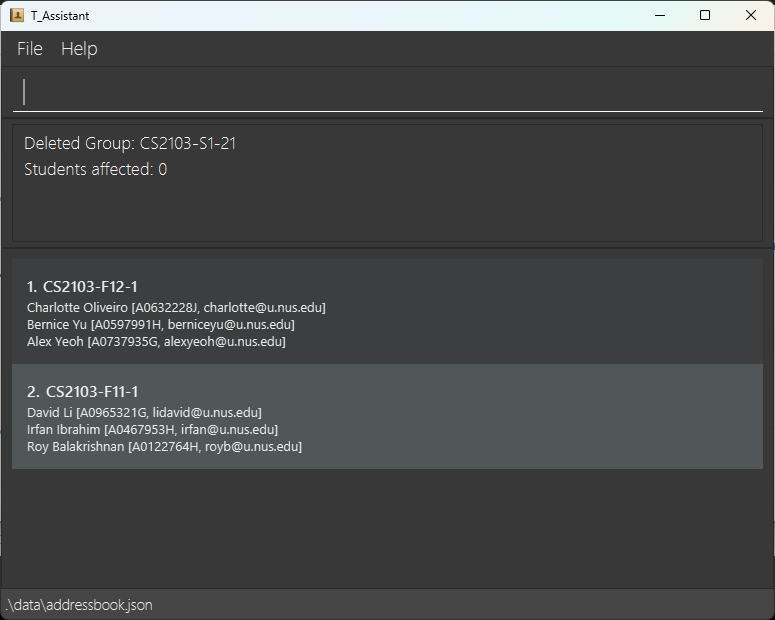 T_Assistant
File Help
Deleted Group: CS2103-S1-21
Students affected: 0
1. CS2103-F12-1
Charlotte Oliveiro [A0632228J, charlotte@u.nus.edu]
Bernice Yu [A0597991H, berniceyu@u.nus.edu]
Alex Yeoh [A0737935G, alexyeoh@u.nus.edu]
2. CS2103-F11-1
David Li [A0965321G, lidavid@u.nus.edu]
Irfan Ibrahim [A0467953H, irfan@u.nus.edu]
Roy Balakrishnan [A0122764H, royb@u.nus.edu]
.\data\addressbook.json